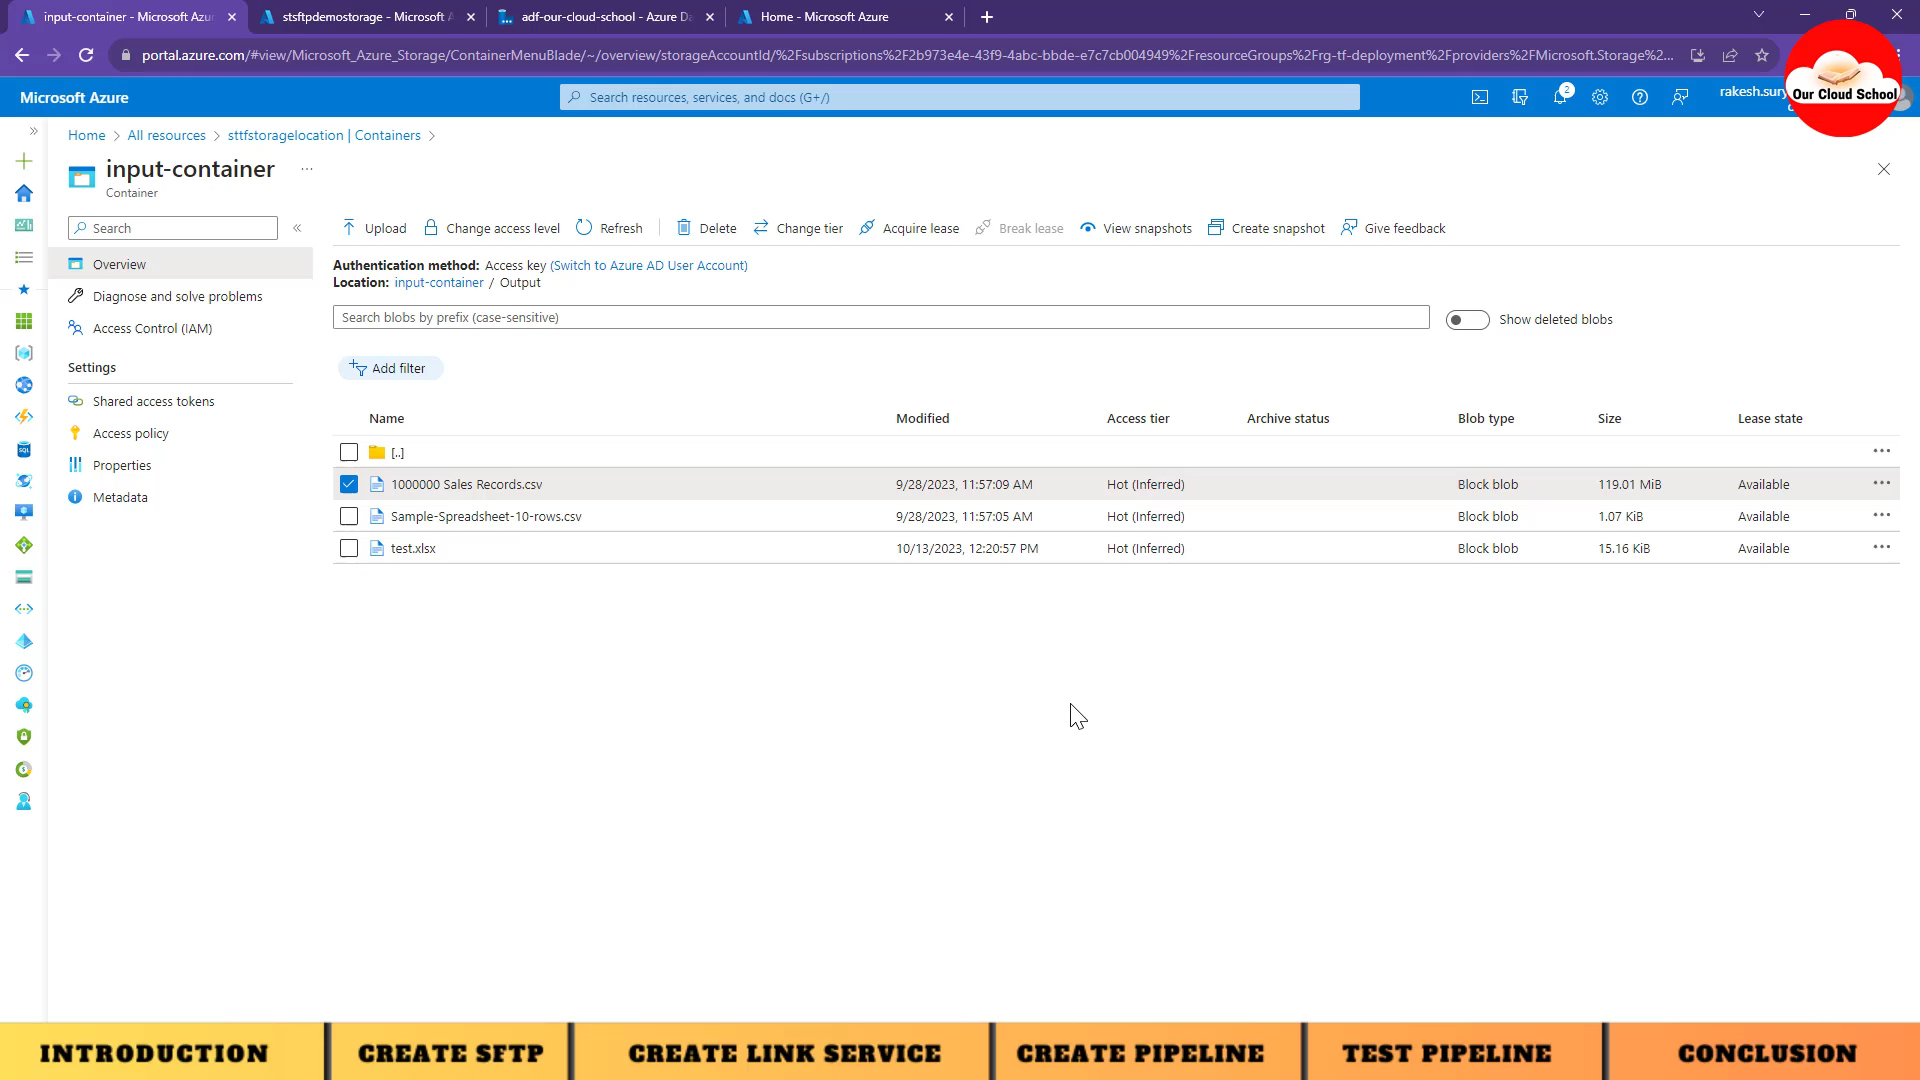 input-container - Microsoft Azu
stsftpdemostorage - Microsoft A
adf-our-cloud-school - Azure Da
Home - Microsoft Azure
portal.azure.com/#view/Microsoft_Azure_Storage/ContainerMenuBlade/~/overview/storageAccountId/%2Fsubscriptions%2F2b973e4e-43f9-4abc-bbde-e7c7cb004949%2FresourceGroups%2Frg-tf-deployment%2Fproviders%2FMicrosoft.Storage%2...
Microsoft Azure
Search resources, services, and docs (G+/)
2
rakesh.sury
Our Cloud School
Home > All resources > sttfstoragelocation | Containers >
input-container ...
Container
Search
Upload
Change access level
Refresh
Delete
Change tier
Acquire lease
Break lease
View snapshots
Create snapshot
Give feedback
Overview
Diagnose and solve problems
Access Control (IAM)
Settings
Shared access tokens
Access policy
Properties
Metadata
Authentication method: Access key (Switch to Azure AD User Account)
Location: input-container / Output
Search blobs by prefix (case-sensitive)
Show deleted blobs
Add filter
Name Modified Access tier Archive status Blob type Size Lease state
[..]
1000000 Sales Records.csv 9/28/2023, 11:57:09 AM Hot (Inferred) Block blob 119.01 MiB Available
Sample-Spreadsheet-10-rows.csv 9/28/2023, 11:57:05 AM Hot (Inferred) Block blob 1.07 KiB Available
test.xlsx 10/13/2023, 12:20:57 PM Hot (Inferred) Block blob 15.16 KiB Available
INTRODUCTION
CREATE SFTP
CREATE LINK SERVICE
CREATE PIPELINE
TEST PIPELINE
CONCLUSION